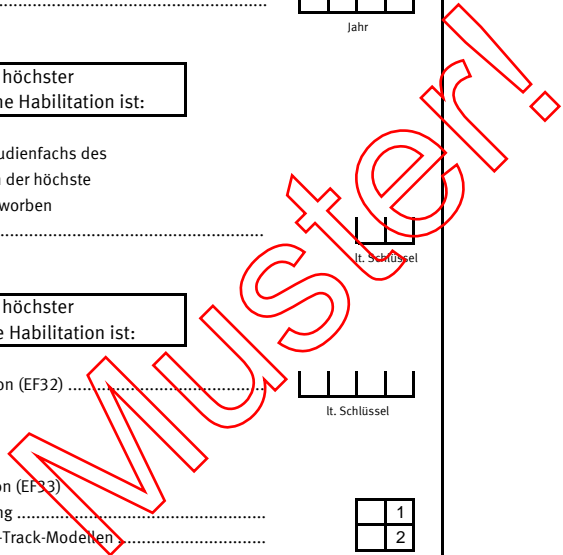 Jahr
höchster
ne Habilitation ist:
udienfachs des
n der höchste
worben
lt. Schlüssel
höchster
e Habilitation ist:
on (EF32)
lt. Schlüssel
on (EF33)
ng
1
-Track-Modellen
2
Muster!